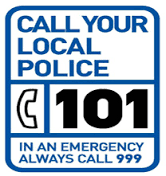 CALL YOUR
LOCAL
POLICE
101
IN AN EMERGENCY
ALWAYS CALL 999